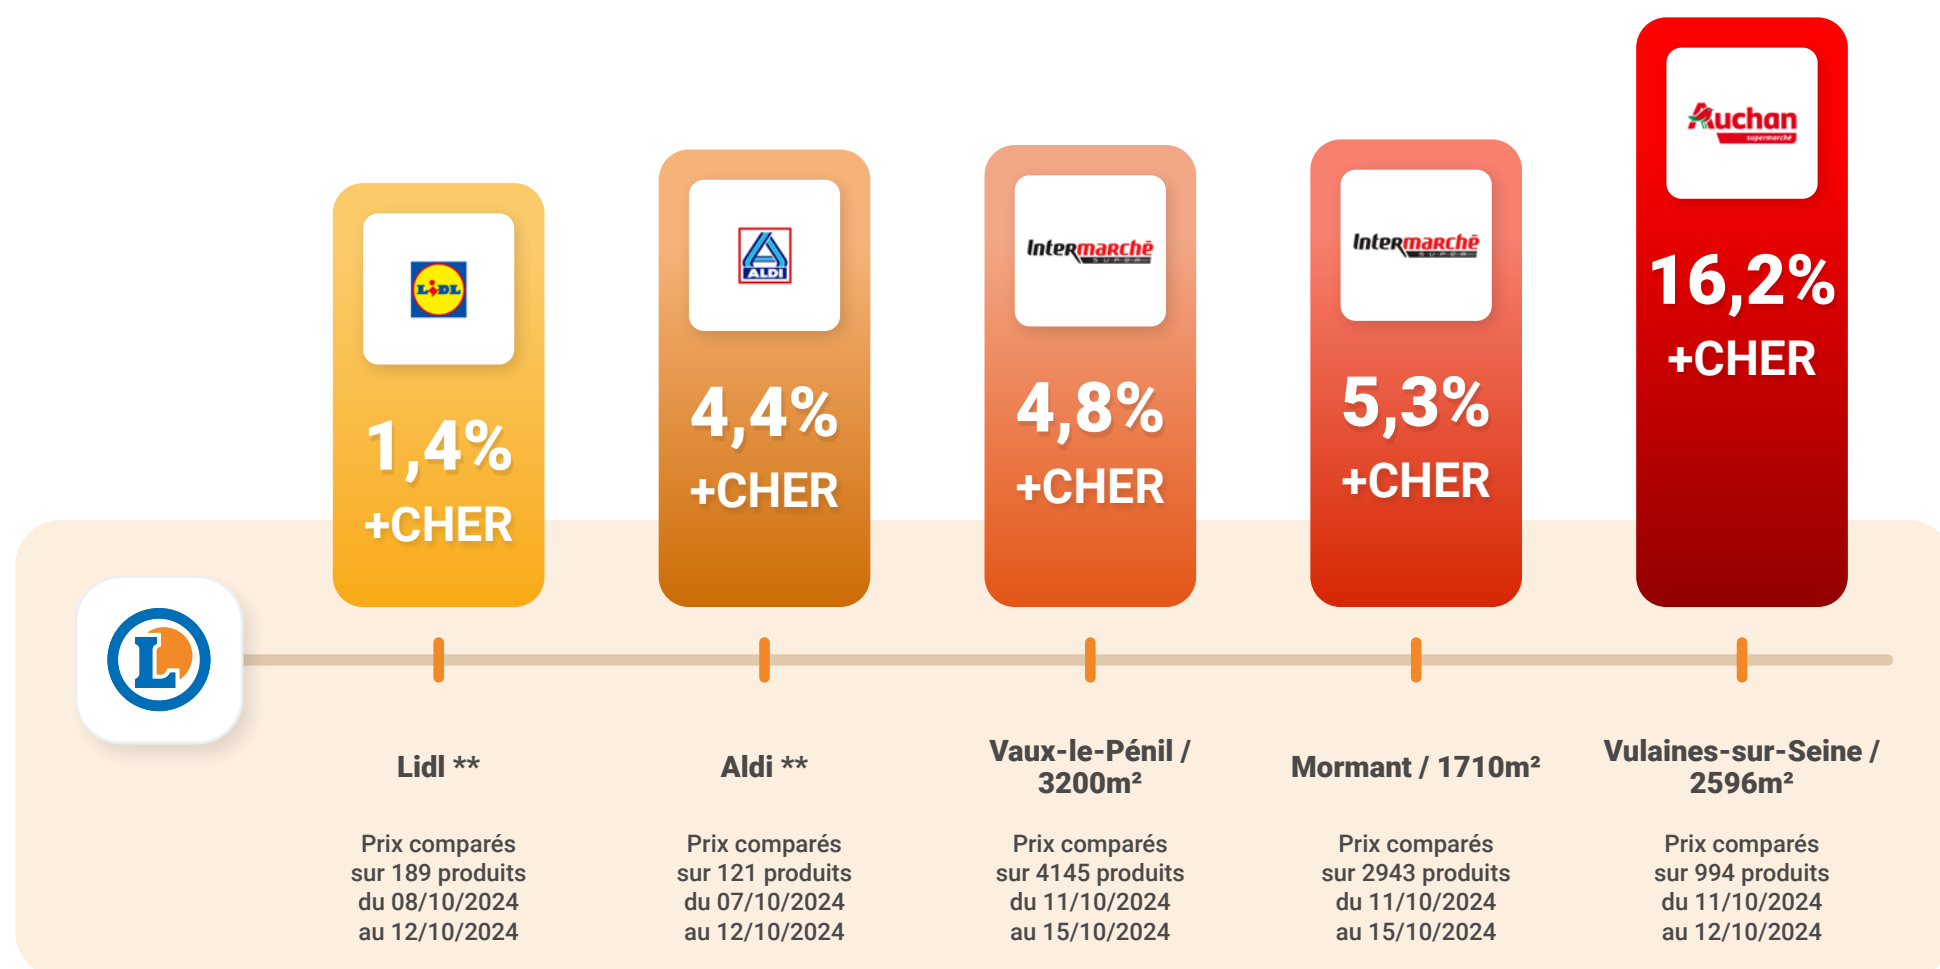 LIDL
1,4%
+CHER
ALDI
4,4%
+CHER
Intermarché
SUPER
4,8%
+CHER
Intermarché
SUPER
5,3%
+CHER
Auchan
supermarché
16,2%
+CHER
L
Lidl **
Prix comparés
sur 189 produits
du 08/10/2024
au 12/10/2024
Aldi **
Prix comparés
sur 121 produits
du 07/10/2024
au 12/10/2024
Vaux-le-Pénil /
3200m²
Prix comparés
sur 4145 produits
du 11/10/2024
au 15/10/2024
Mormant / 1710m²
Prix comparés
sur 2943 produits
du 11/10/2024
au 15/10/2024
Vulaines-sur-Seine /
2596m²
Prix comparés
sur 994 produits
du 11/10/2024
au 12/10/2024